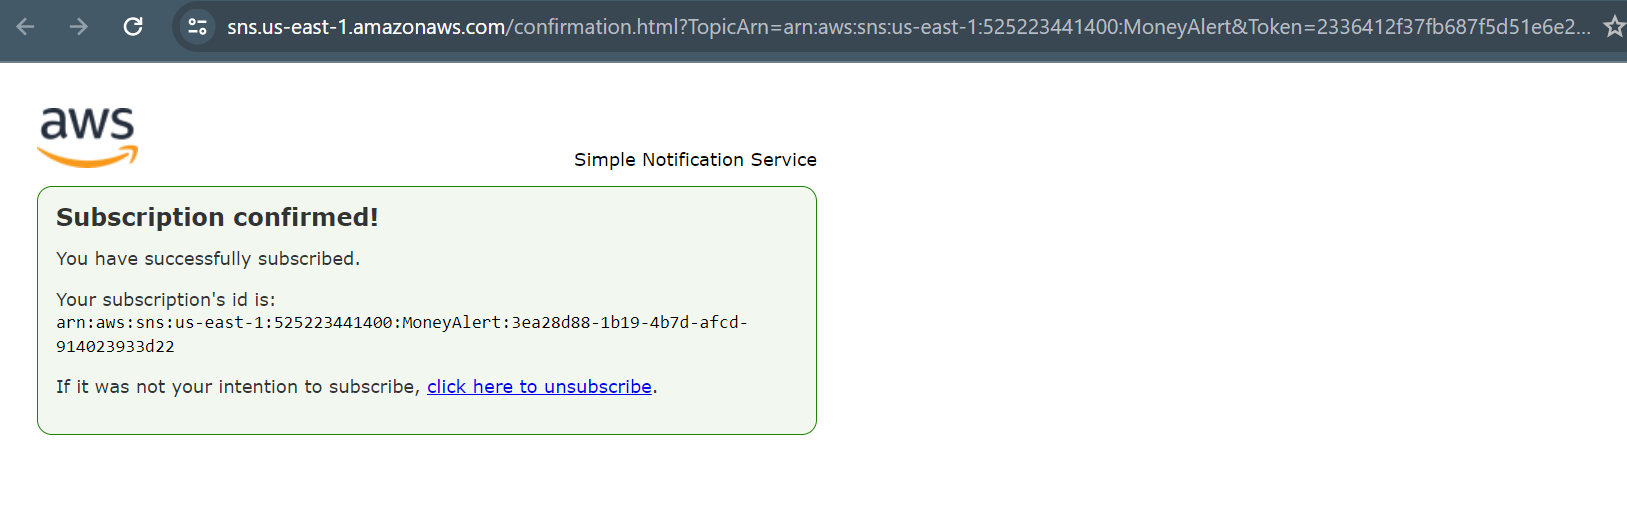 sns.us-east-1.amazonaws.com/confirmation.html?TopicArn=arn:aws:sns:us-east-1:525223441400:MoneyAlert&Token=2336412f37fb687f5d51e6e2...
aws
Simple Notification Service
Subscription confirmed!
You have successfully subscribed.
Your subscription's id is:
arn:aws:sns:us-east-1:525223441400:MoneyAlert:3ea28d88-1b19-4b7d-afcd-
914023933d22
If it was not your intention to subscribe, click here to unsubscribe.